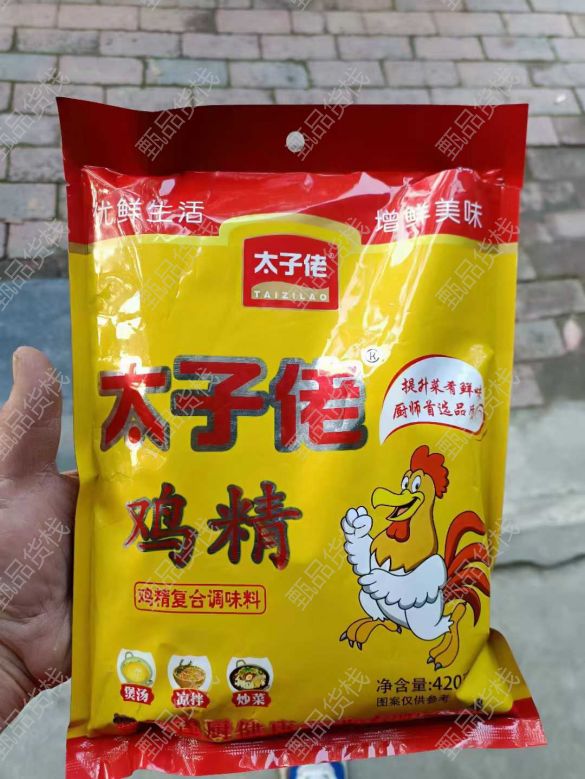 优鲜生活
增鲜美味
太子佬
TAIZILAO
太子佬®
提升菜肴鲜味
厨师首选品
鸡精
鸡精复合调味料
煲汤
凉拌
炒菜
净含量:420
图案仅供参考
甄品货栈